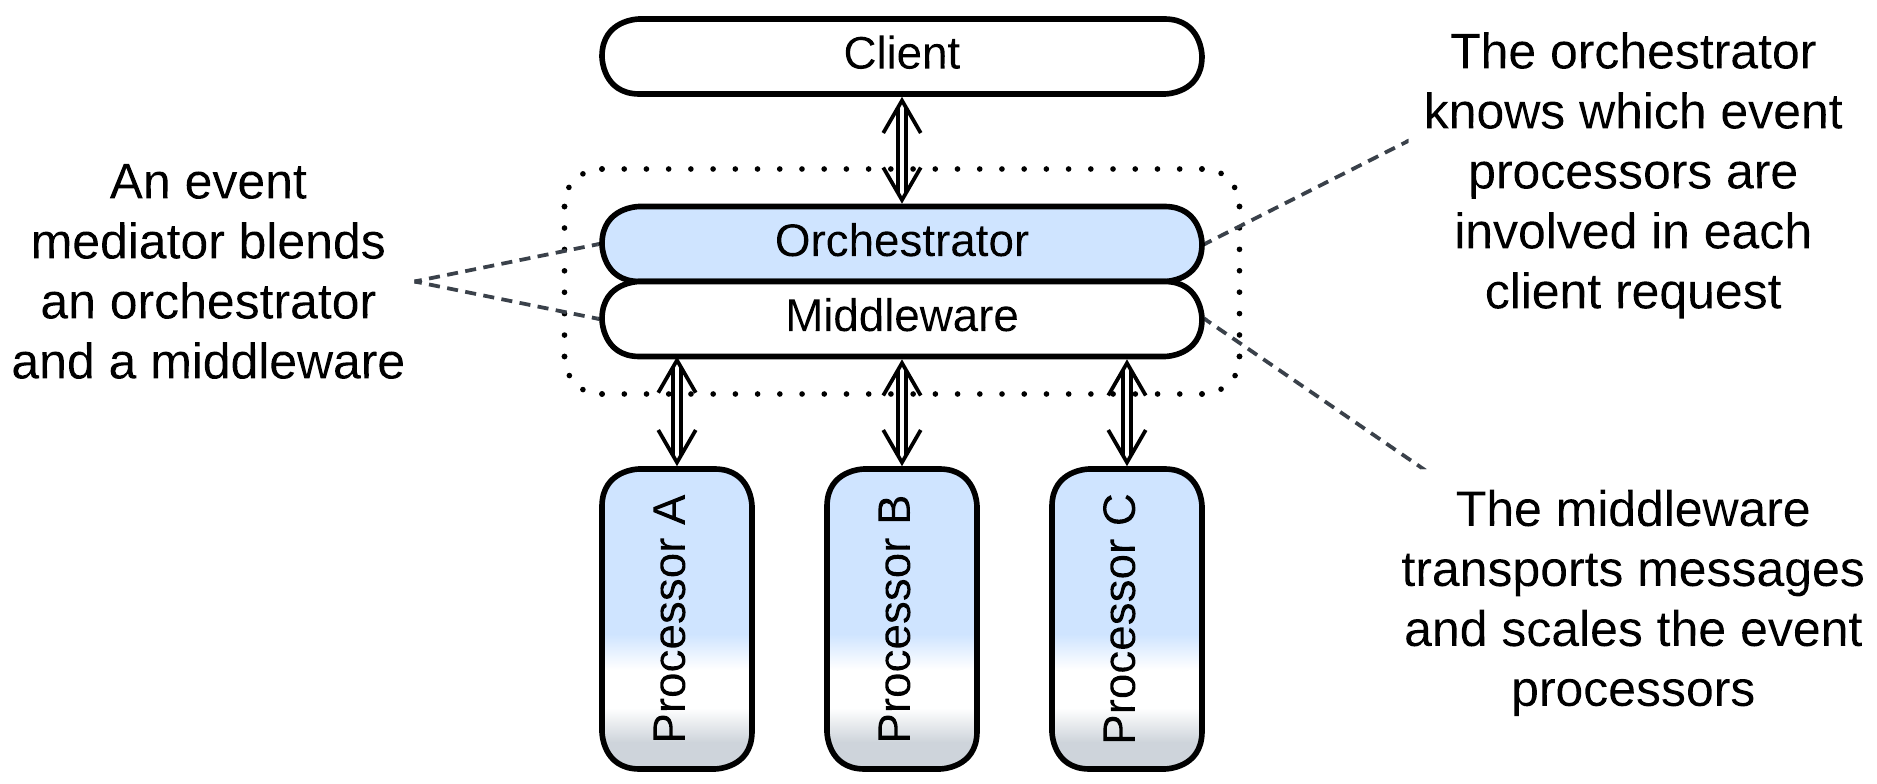 Client
The orchestrator
knows which event
processors are
involved in each
client request
An event
mediator blends
an orchestrator
and a middleware
Orchestrator
Middleware
The middleware
transports messages
and scales the event
processors
Processor A
Processor B
Processor C